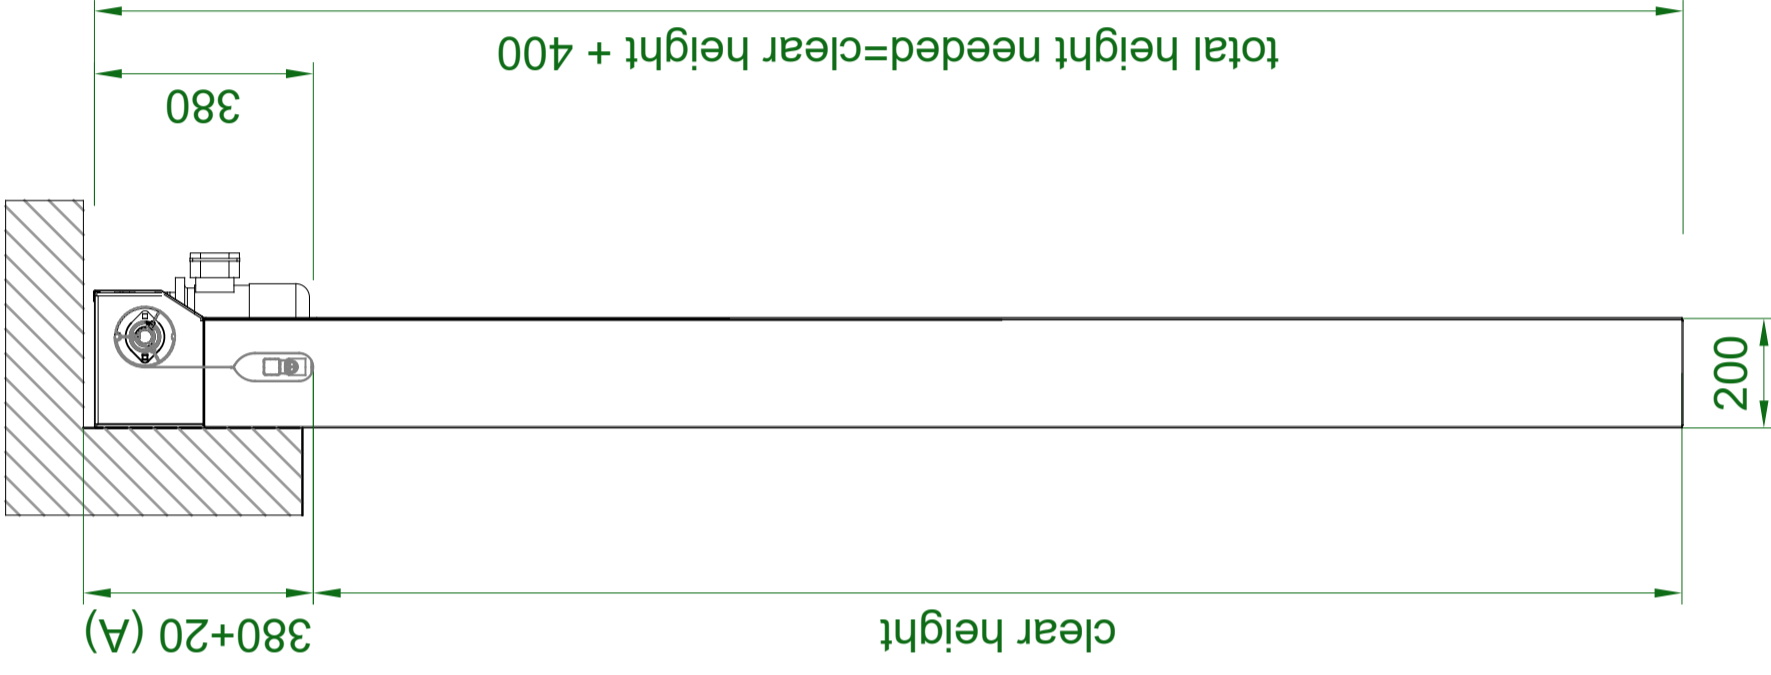 clear height
380+20 (A)
200
380
total height needed=clear height + 400